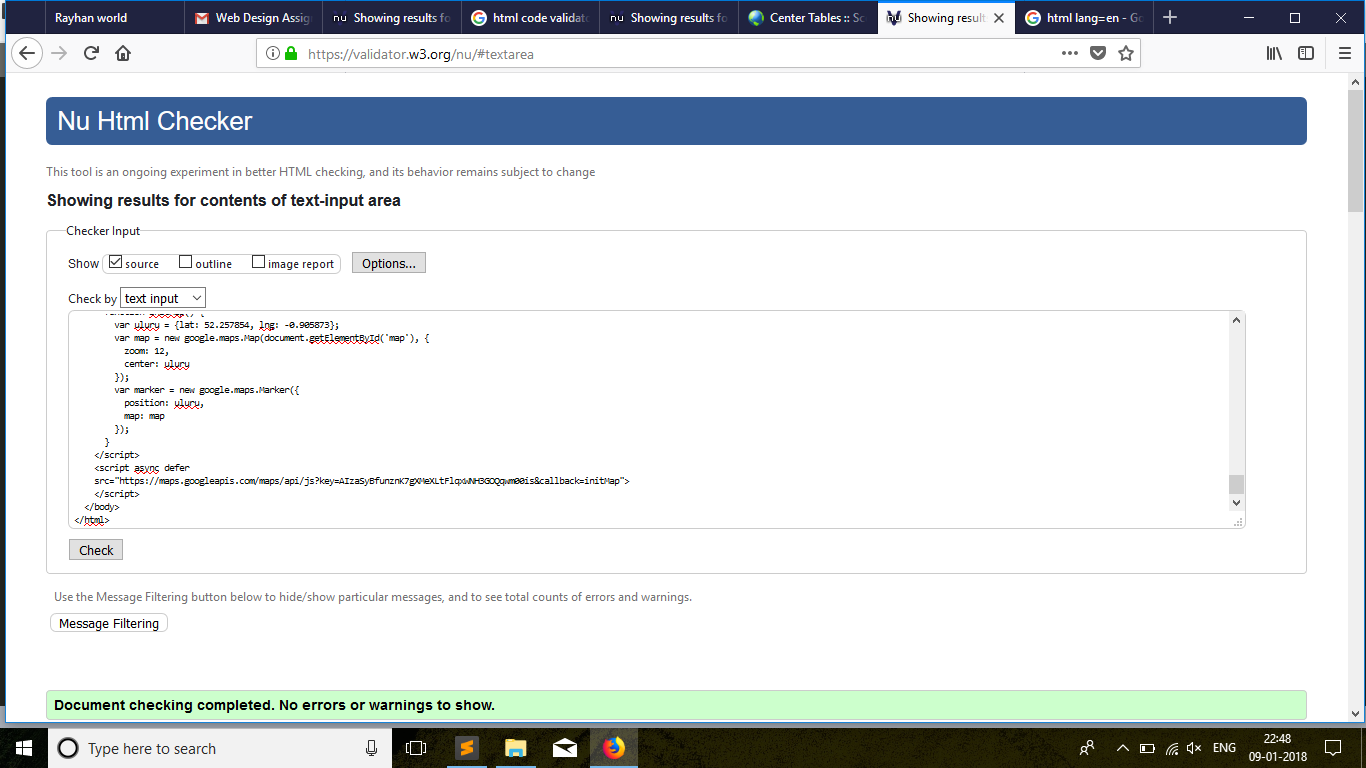 Rayhan world
Web Design Assig
Showing results fo
html code validato
Showing results fo
Center Tables :: Sc
Showing result
html lang=en - Go
https://validator.w3.org/nu/#textarea
Nu Html Checker
This tool is an ongoing experiment in better HTML checking, and its behavior remains subject to change
Showing results for contents of text-input area
Checker Input
Show source outline image report Options...
Check by text input
var uluru = {lat: 52.257854, lng: -0.905873};
var map = new google.maps.Map(document.getElementById('map'), {
zoom: 12,
center: uluru
});
var marker = new google.maps.Marker({
position: uluru,
map: map
});
}
</script>
<script async defer
src="https://maps.googleapis.com/maps/api/js?key=AIzaSyBfunznK7gXMeXLtFlqxWNH3GOQqwm00is&callback=initMap">
</script>
</body>
</html>
Check
Use the Message Filtering button below to hide/show particular messages, and to see total counts of errors and warnings.
Message Filtering
Document checking completed. No errors or warnings to show.
Type here to search
ENG
22:48
09-01-2018